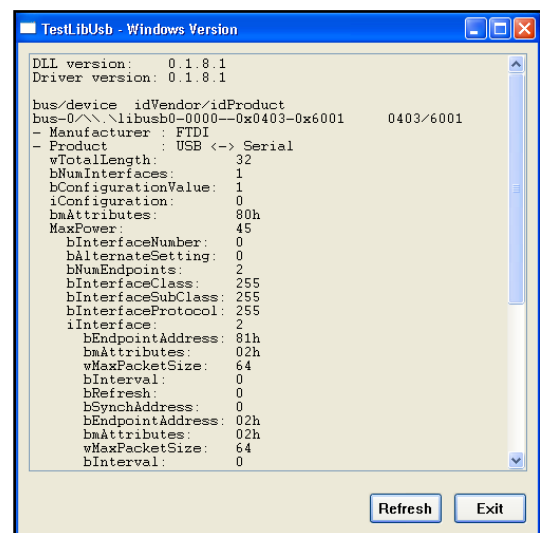 TestLibUsb - Windows Version
DLL version: 0.1.8.1
Driver version: 0.1.8.1
bus/device idVendor/idProduct
bus-0/\\.\libusb0-0000--0x0403-0x6001 0403/6001
- Manufacturer : FTDI
- Product : USB <-> Serial
wTotalLength: 32
bNumInterfaces: 1
bConfigurationValue: 1
iConfiguration: 0
bmAttributes: 80h
MaxPower: 45
bInterfaceNumber: 0
bAlternateSetting: 0
bNumEndpoints: 2
bInterfaceClass: 255
bInterfaceSubClass: 255
bInterfaceProtocol: 255
iInterface: 2
bEndpointAddress: 81h
bmAttributes: 02h
wMaxPacketSize: 64
bInterval: 0
bRefresh: 0
bSynchAddress: 0
bEndpointAddress: 02h
bmAttributes: 02h
wMaxPacketSize: 64
bInterval: 0
Refresh Exit